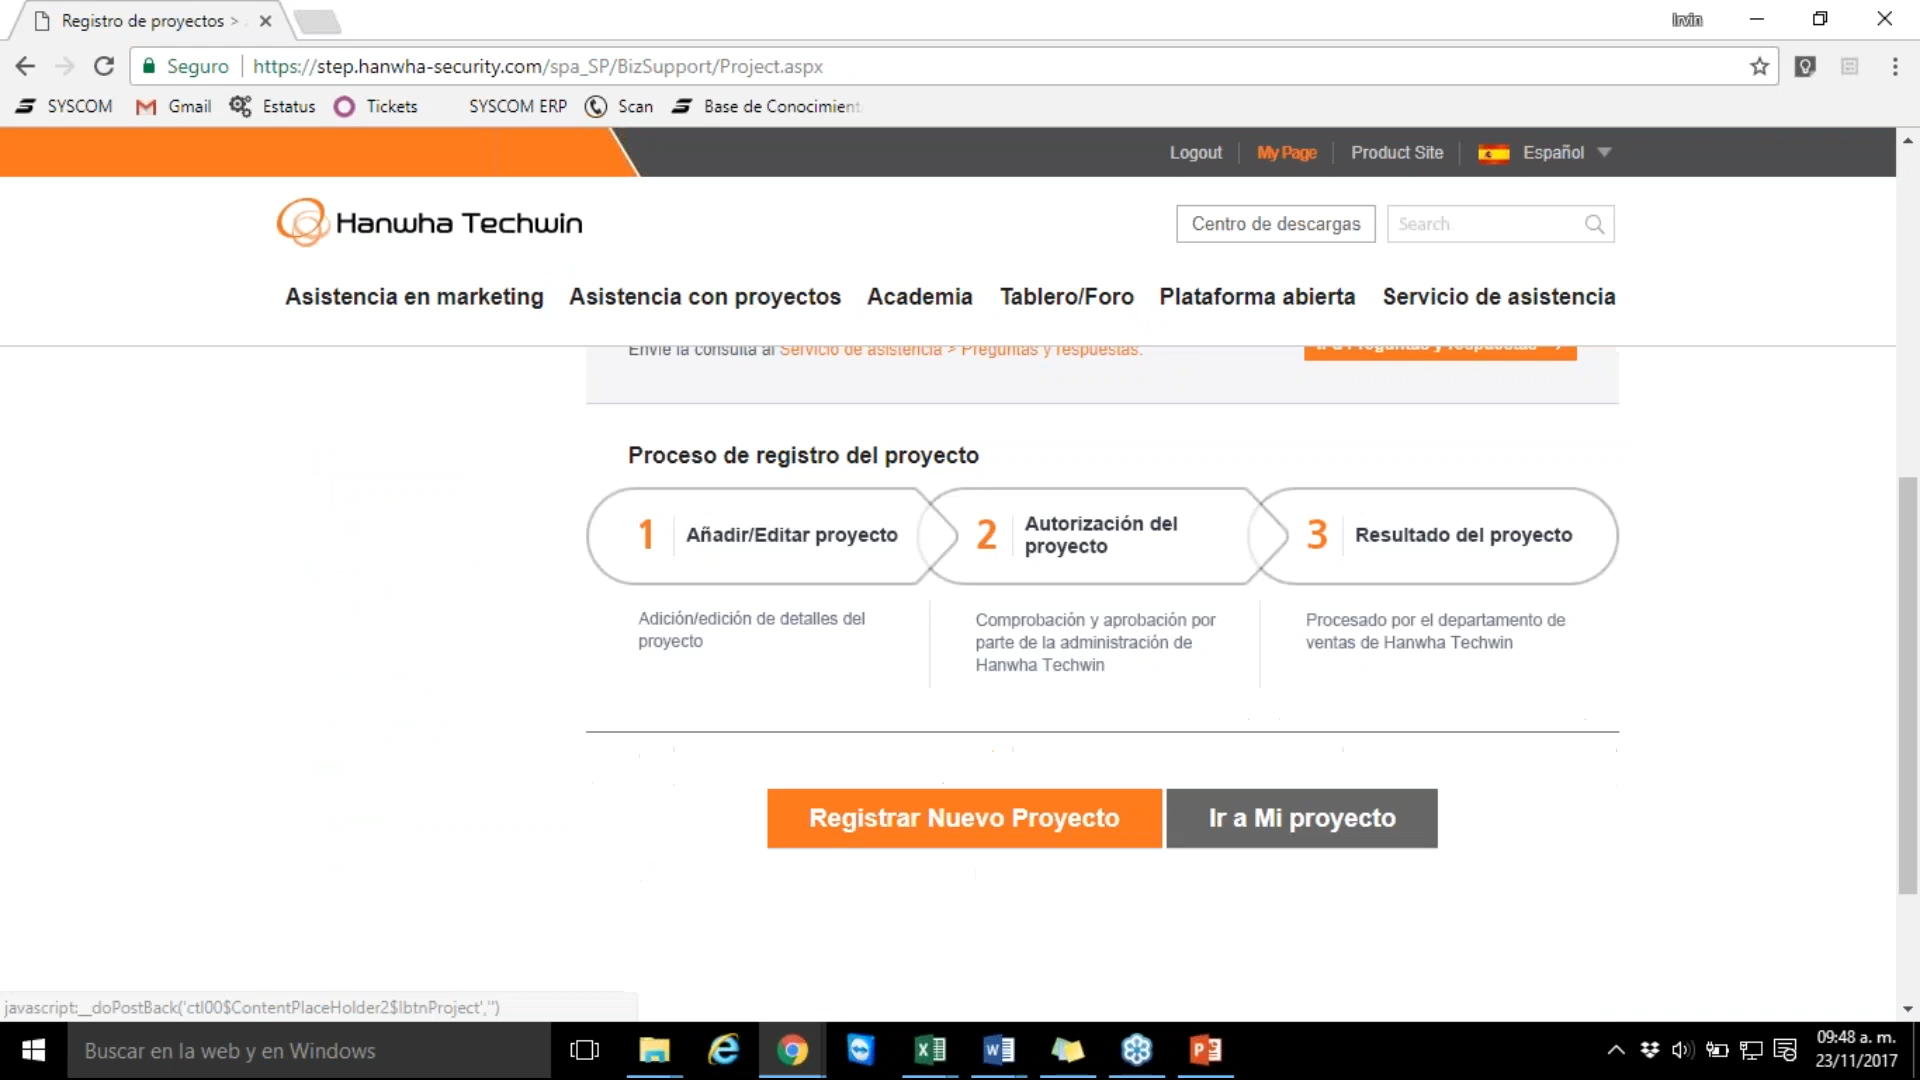 Registro de proyectos >
Irvin
Seguro
https://step.hanwha-security.com/spa_SP/BizSupport/Project.aspx
SYSCOM
Gmail
Estatus
Tickets
SYSCOM ERP
Scan
Base de Conocimient
Logout
My Page
Product Site
Español
Hanwha Techwin
Centro de descargas
Search
Asistencia en marketing
Asistencia con proyectos
Academia
Tablero/Foro
Plataforma abierta
Servicio de asistencia
Envíe la consulta al Servicio de asistencia > Preguntas y respuestas.
Ir a Preguntas y respuestas >
Proceso de registro del proyecto
1 Añadir/Editar proyecto
2 Autorización del
proyecto
3 Resultado del proyecto
Adición/edición de detalles del
proyecto
Comprobación y aprobación por
parte de la administración de
Hanwha Techwin
Procesado por el departamento de
ventas de Hanwha Techwin
Registrar Nuevo Proyecto
Ir a Mi proyecto
javascript:__doPostBack('ctl00$ContentPlaceHolder2$lbtnProject','')
Buscar en la web y en Windows
09:48 a. m.
23/11/2017